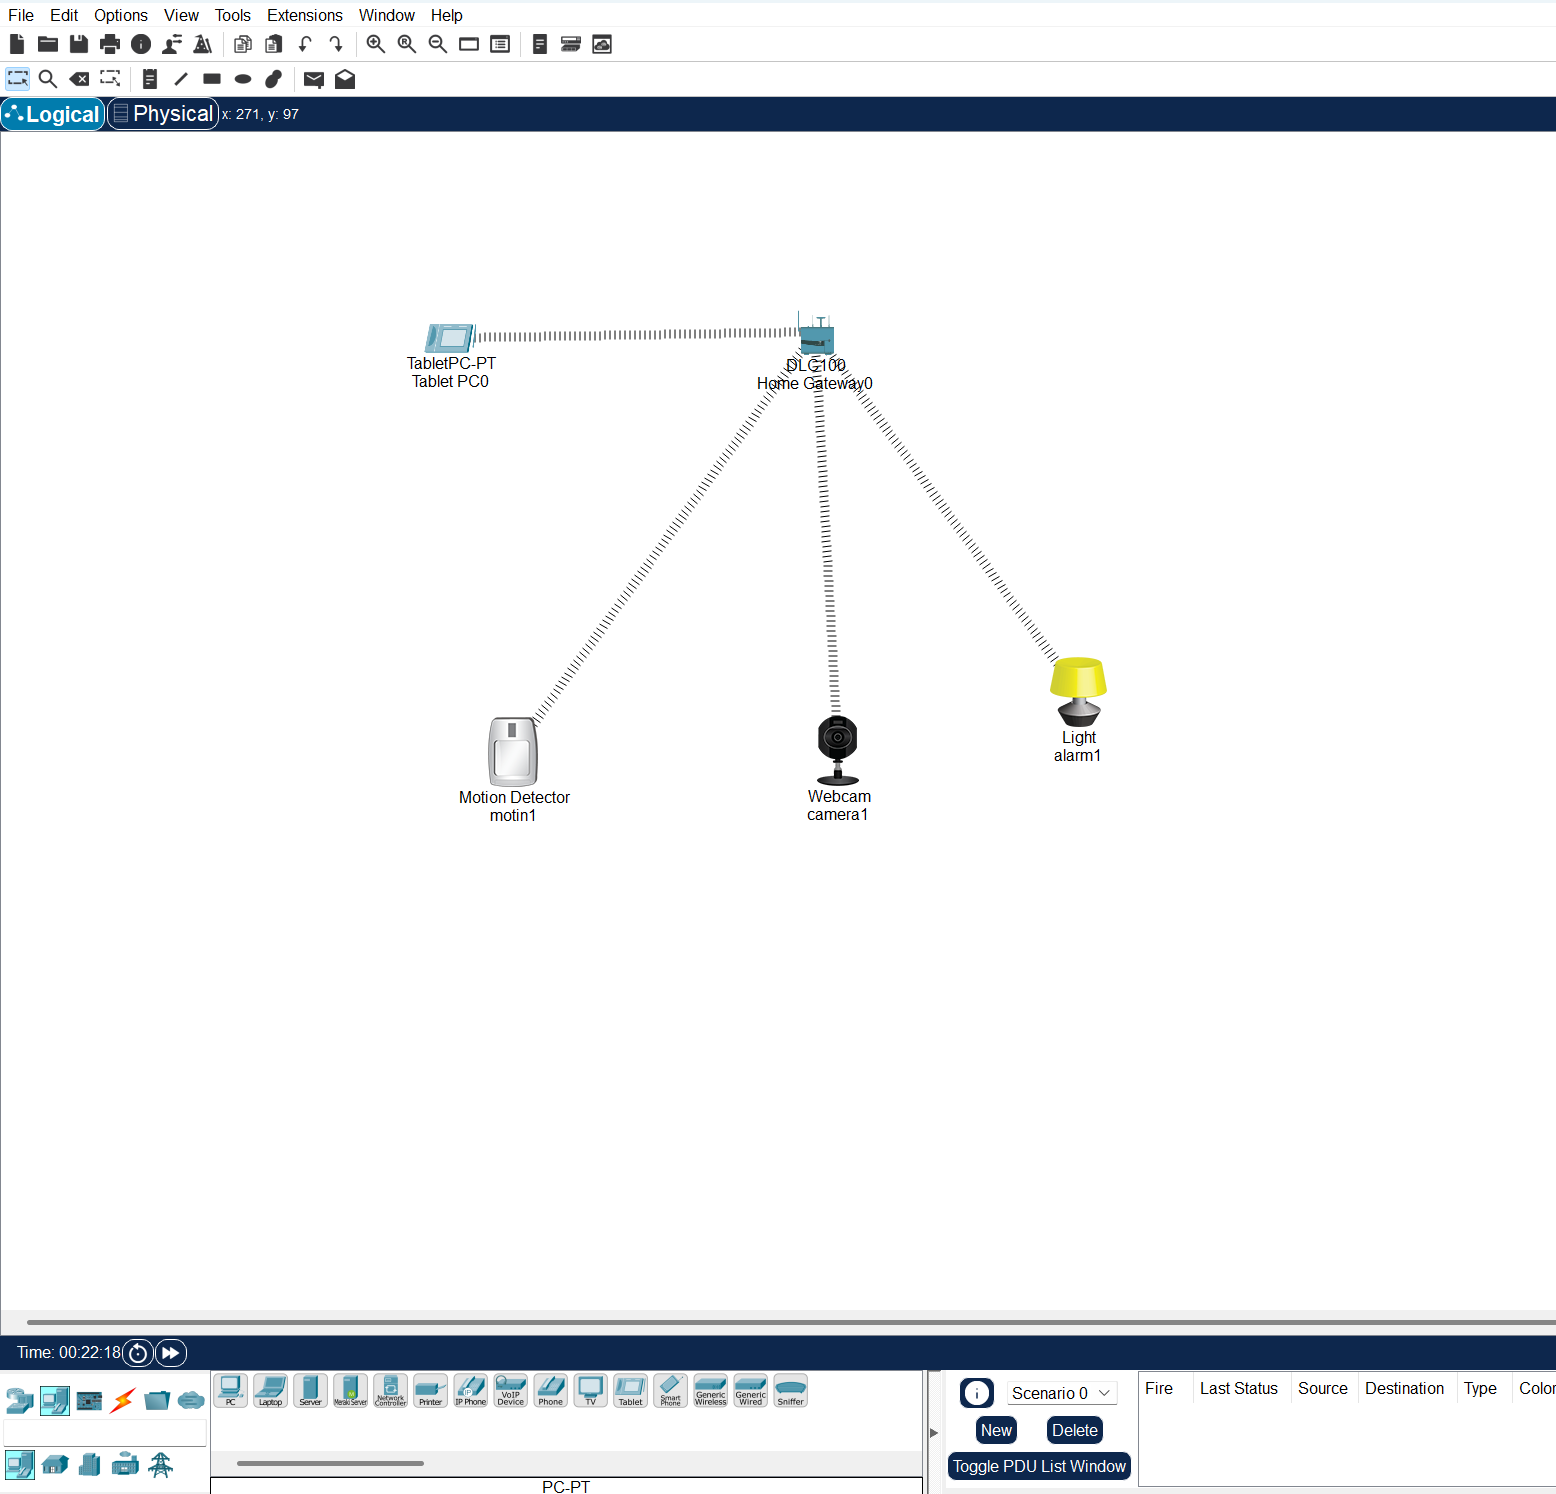 File Edit Options View Tools Extensions Window Help
Logical Physical x: 271, y: 97
TabletPC-PT
Tablet PC0
DLC100
Home Gateway0
Light
alarm1
Motion Detector
motin1
Webcam
camera1
Time: 00:22:18
PC Laptop Server Meraki Server Network Controller Printer IP Phone VoIP Device Phone TV Tablet Smart Phone Generic Wireless Generic Wired Sniffer
Scenario 0
New Delete
Toggle PDU List Window
Fire Last Status Source Destination Type Color
PC-PT